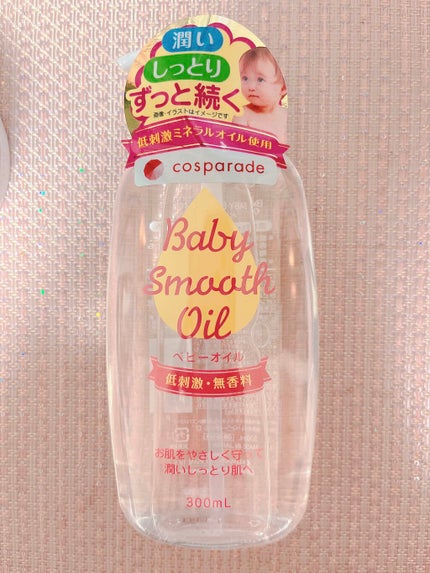 潤い
しっとり
ずっと続く
画像・イラストはイメージです
低刺激ミネラルオイル使用
cosparade
Baby
Smooth
Oil
ベビーオイル
低刺激・無香料
お肌をやさしく守って
潤いしっとり肌へ
300mL